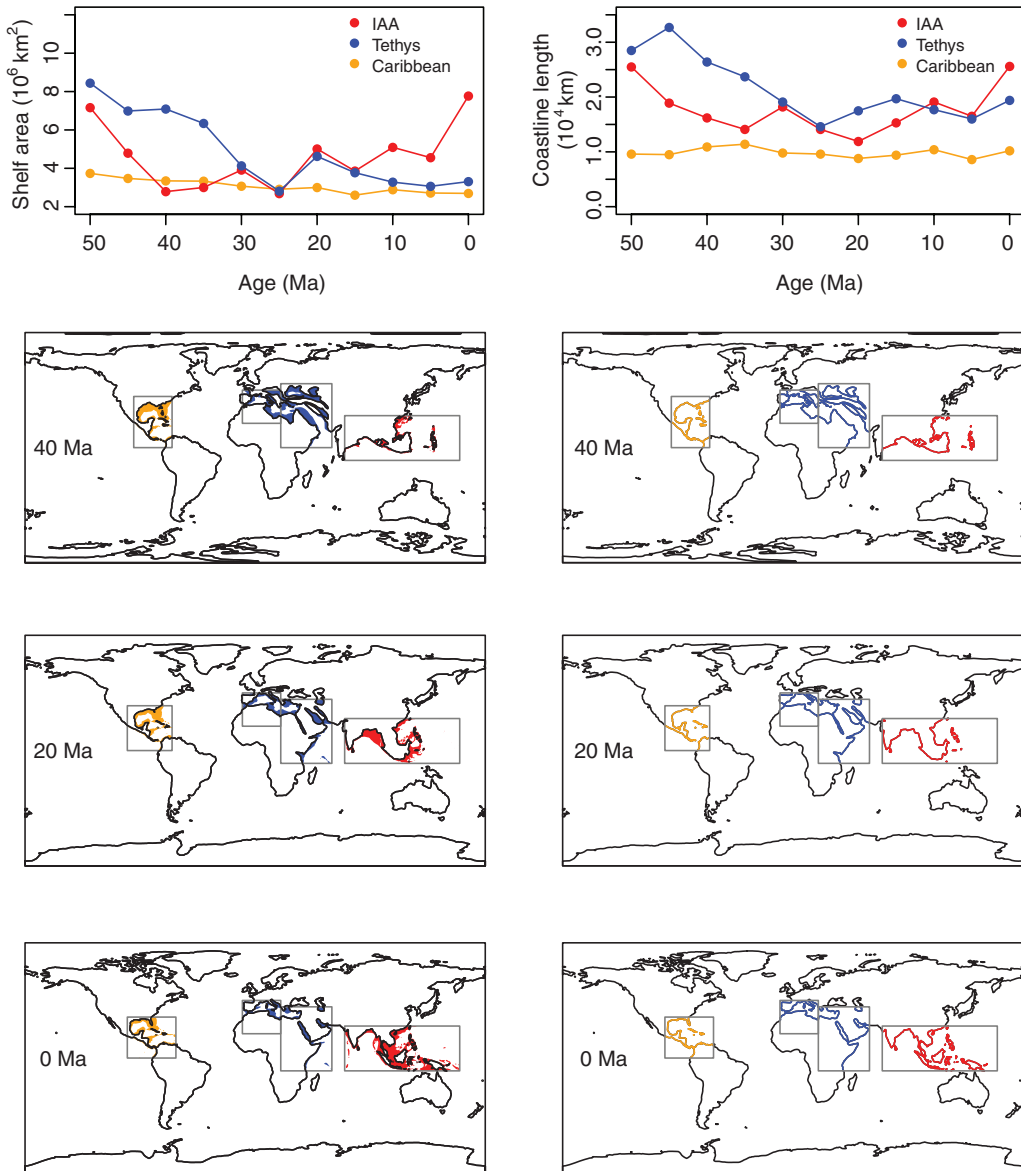 Shelf area (10⁶ km²)
2 4 6 8 10
IAA
Tethys
Caribbean
50 40 30 20 10 0
Age (Ma)
Coastline length
(10⁴ km)
0.0 1.0 2.0 3.0
IAA
Tethys
Caribbean
50 40 30 20 10 0
Age (Ma)
40 Ma
40 Ma
20 Ma
20 Ma
0 Ma
0 Ma